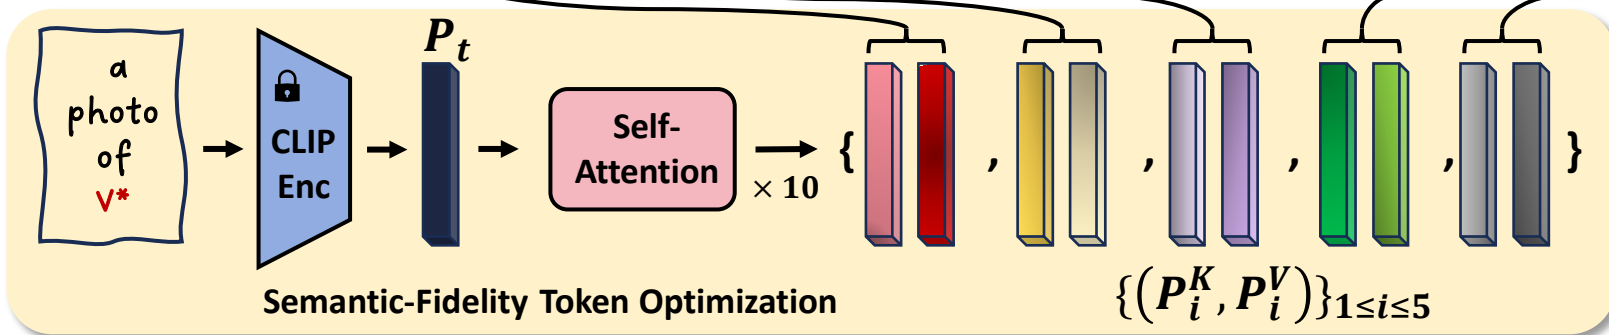 a
photo
of
V*
CLIP
Enc
P_t
Self-
Attention
× 10
{ , , , , }
Semantic-Fidelity Token Optimization
{(P_i^K, P_i^V)}_{1≤i≤5}